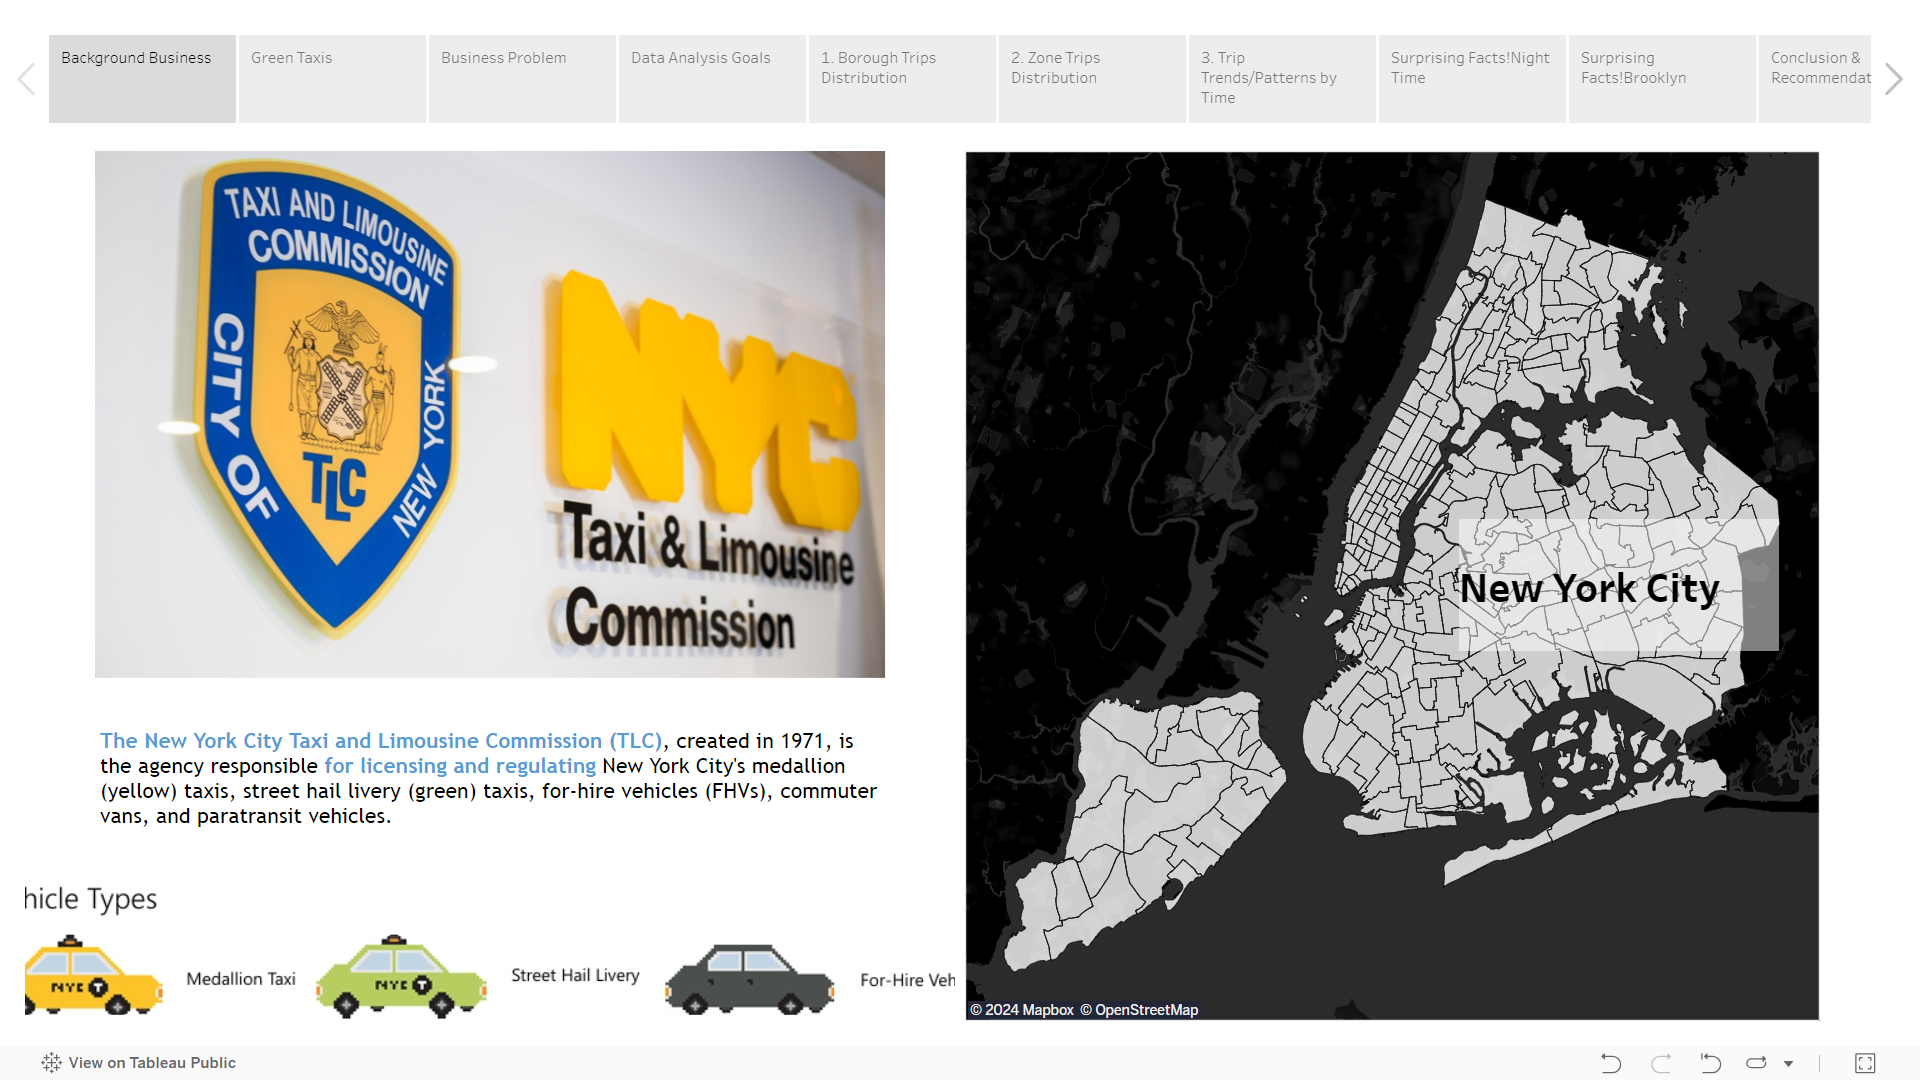 Background Business
Green Taxis
Business Problem
Data Analysis Goals
1. Borough Trips
Distribution
2. Zone Trips
Distribution
3. Trip
Trends/Patterns by
Time
Surprising Facts!Night
Time
Surprising
Facts!Brooklyn
Conclusion &
Recommendat
TAXI AND LIMOUSINE
COMMISSION
CITY OF
NEW YORK
TLC
NYC
Taxi & Limousine
Commission
New York City
The New York City Taxi and Limousine Commission (TLC), created in 1971, is
the agency responsible for licensing and regulating New York City's medallion
(yellow) taxis, street hail livery (green) taxis, for-hire vehicles (FHVs), commuter
vans, and paratransit vehicles.
hicle Types
NYC T
Medallion Taxi
NYC T
Street Hail Livery
For-Hire Veh
© 2024 Mapbox © OpenStreetMap
View on Tableau Public